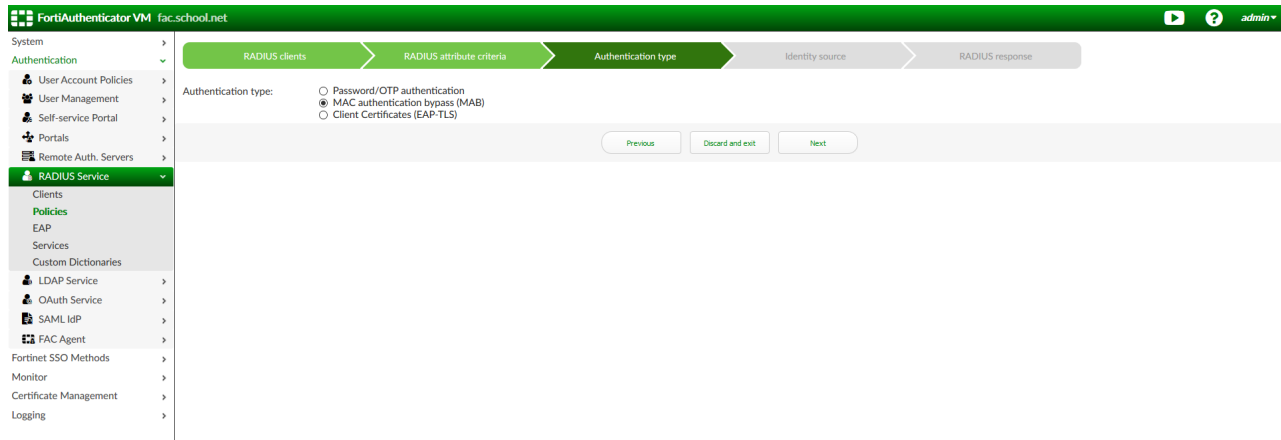 FortiAuthenticator VM fac.school.net
admin
System
Authentication
User Account Policies
User Management
Self-service Portal
Portals
Remote Auth. Servers
RADIUS Service
Clients
Policies
EAP
Services
Custom Dictionaries
LDAP Service
OAuth Service
SAML IdP
FAC Agent
Fortinet SSO Methods
Monitor
Certificate Management
Logging
RADIUS clients
RADIUS attribute criteria
Authentication type
Identity source
RADIUS response
Authentication type:
Password/OTP authentication
MAC authentication bypass (MAB)
Client Certificates (EAP-TLS)
Previous
Discard and exit
Next